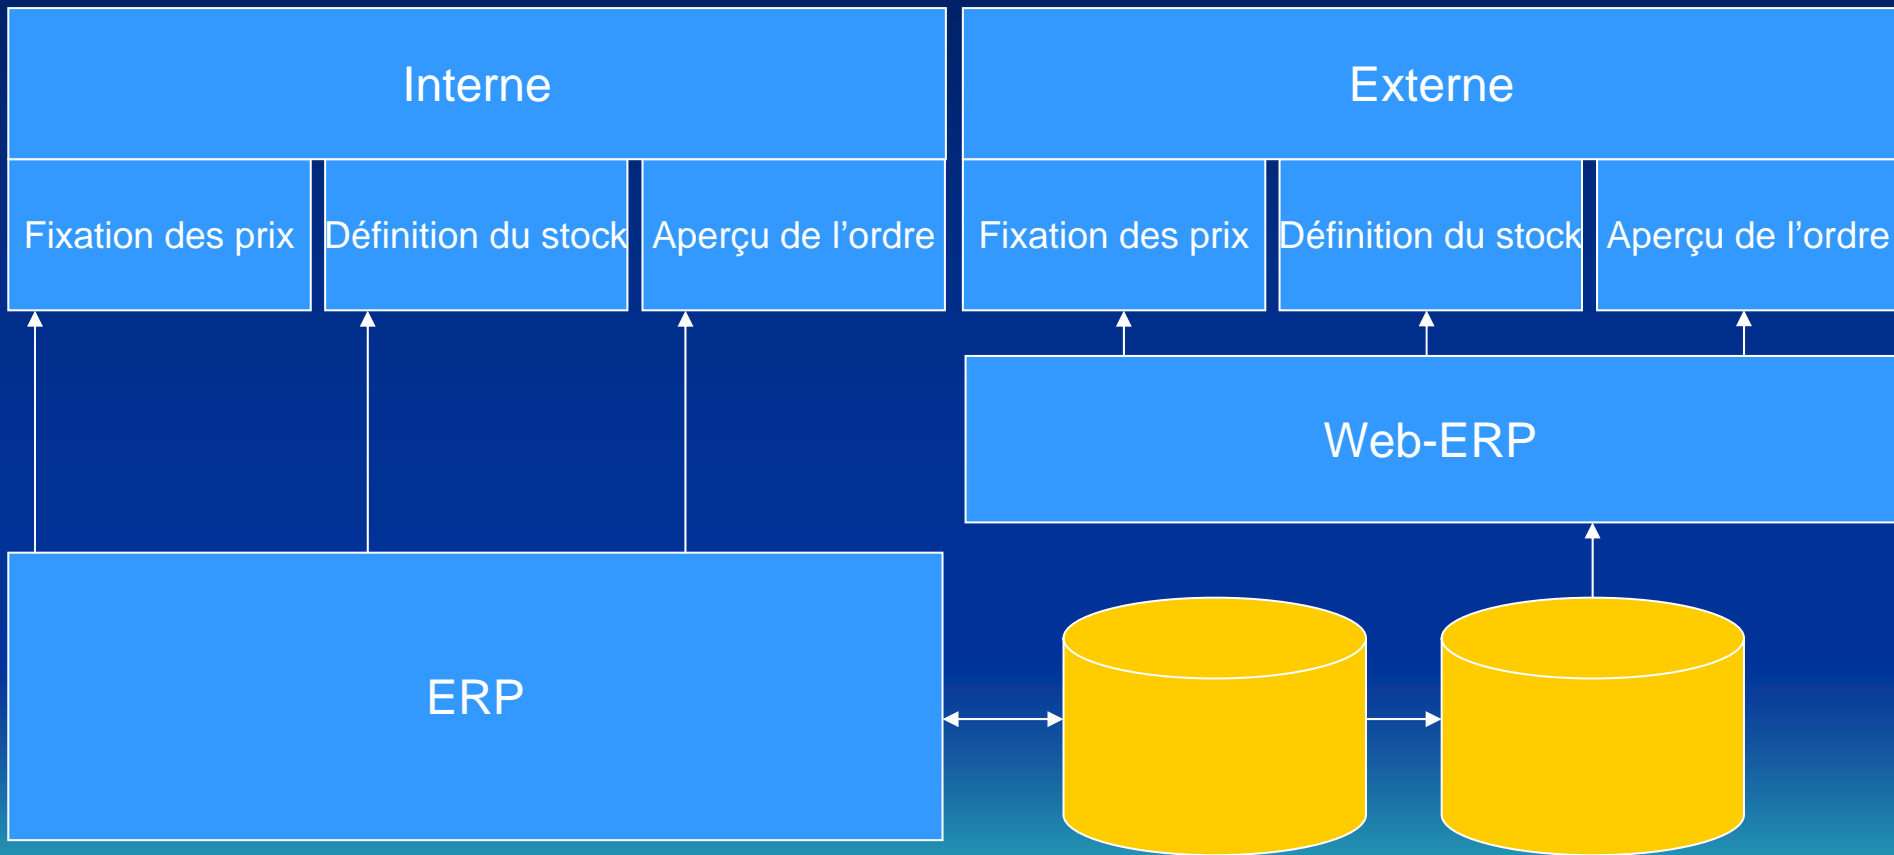 Interne
Externe
Fixation des prix
Définition du stock
Aperçu de l’ordre
Fixation des prix
Définition du stock
Aperçu de l’ordre
Web-ERP
ERP